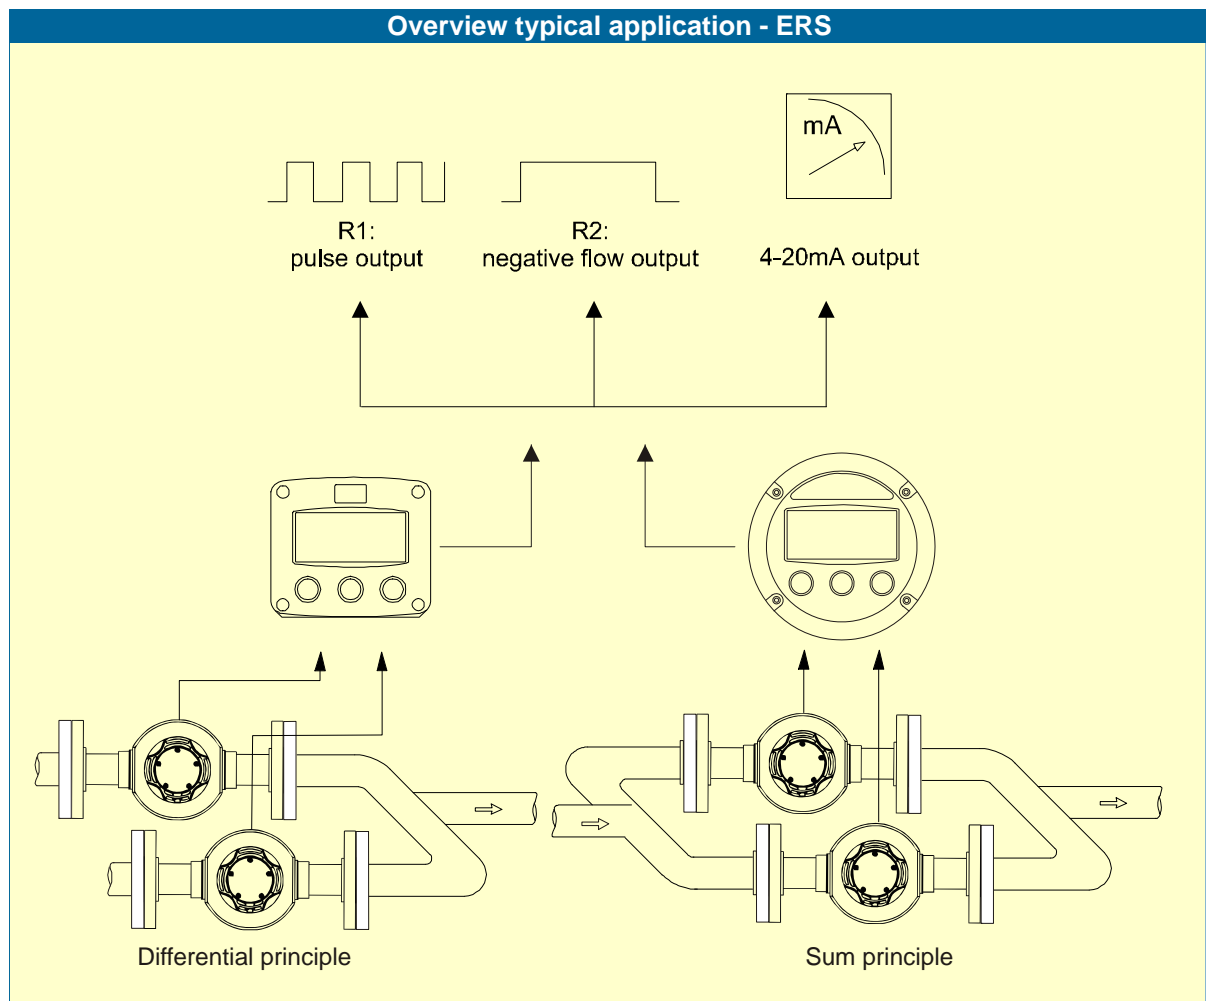 Overview typical application - ERS
mA
R1:
pulse output
R2:
negative flow output
4-20mA output
Differential principle
Sum principle